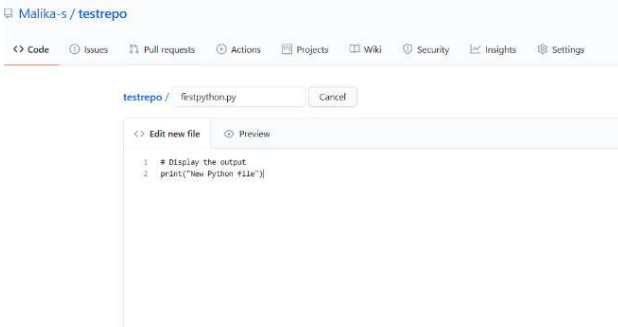 Malika-s / testrepo
<> Code Issues Pull requests Actions Projects Wiki Security Insights Settings
testrepo / firstpython.py Cancel
<> Edit new file Preview
1 # Display the output
2 print("New Python file")